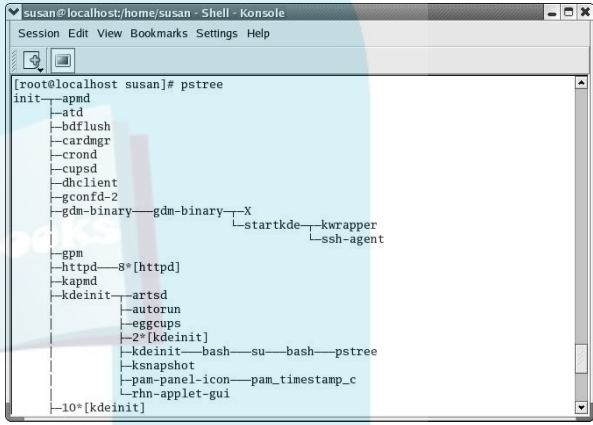 susan@localhost:/home/susan - Shell - Konsole
Session Edit View Bookmarks Settings Help
[root@localhost susan]# pstree
init─┬─apmd
     ├─atd
     ├─bdflush
     ├─cardmgr
     ├─crond
     ├─cupsd
     ├─dhclient
     ├─gconfd-2
     ├─gdm-binary───gdm-binary─┬─X
     │                         └─startkde─┬─kwrapper
     │                                    └─ssh-agent
     ├─gpm
     ├─httpd───8*[httpd]
     ├─kapmd
     ├─kdeinit─┬─artsd
     │         ├─autorun
     │         ├─eggcups
     │         ├─2*[kdeinit]
     │         ├─kdeinit───bash───su───bash───pstree
     │         ├─ksnapshot
     │         ├─pam-panel-icon───pam_timestamp_c
     │         └─rhn-applet-gui
     ├─10*[kdeinit]